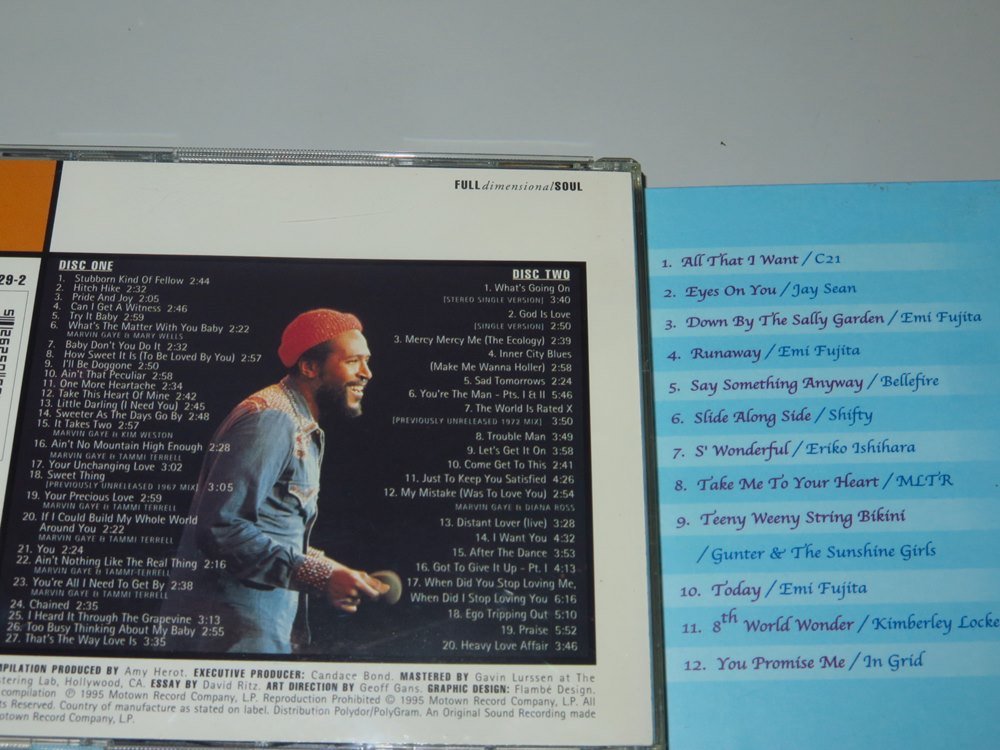 FULLdimensionalSOUL
29-2
DISC ONE
1. Stubborn Kind Of Fellow 2:44
2. Hitch Hike 2:32
3. Pride And Joy 2:05
4. Can I Get A Witness 2:46
5. Try It Baby 2:59
6. What's The Matter With You Baby 2:22
MARVIN GAYE & MARY WELLS
7. Baby Don't You Do It 2:32
8. How Sweet It Is (To Be Loved By You) 2:57
9. I'll Be Doggone 2:50
10. Ain't That Peculiar 2:58
11. One More Heartache 2:34
12. Take This Heart Of Mine 2:42
13. Little Darling (I Need You) 2:45
14. Sweeter As The Days Go By 2:48
15. It Takes Two 2:57
MARVIN GAYE & KIM WESTON
16. Ain't No Mountain High Enough 2:28
MARVIN GAYE & TAMMI TERRELL
17. Your Unchanging Love 3:02
18. Sweet Thing
[PREVIOUSLY UNRELEASED 1967 MIX] 3:05
19. Your Precious Love 2:59
MARVIN GAYE & TAMMI TERRELL
20. If I Could Build My Whole World
Around You 2:22
MARVIN GAYE & TAMMI TERRELL
21. You 2:24
22. Ain't Nothing Like The Real Thing 2:16
MARVIN GAYE & TAMMI TERRELL
23. You're All I Need To Get By 2:38
MARVIN GAYE & TAMMI TERRELL
24. Chained 2:35
25. I Heard It Through The Grapevine 3:13
26. Too Busy Thinking About My Baby 2:55
27. That's The Way Love Is 3:35
DISC TWO
1. What's Going On
[STEREO SINGLE VERSION] 3:40
2. God Is Love
[SINGLE VERSION] 2:50
3. Mercy Mercy Me (The Ecology) 2:39
4. Inner City Blues
(Make Me Wanna Holler) 2:58
5. Sad Tomorrows 2:24
6. You're The Man - Pts. I & II 5:46
7. The World Is Rated X
[PREVIOUSLY UNRELEASED 1972 MIX] 3:50
8. Trouble Man 3:49
9. Let's Get It On 3:58
10. Come Get To This 2:41
11. Just To Keep You Satisfied 4:26
12. My Mistake (Was To Love You) 2:54
MARVIN GAYE & DIANA ROSS
13. Distant Lover (live) 3:28
14. I Want You 4:32
15. After The Dance 3:53
16. Got To Give It Up - Pt. I 4:13
17. When Did You Stop Loving Me,
When Did I Stop Loving You 6:16
18. Ego Tripping Out 5:10
19. Praise 5:52
20. Heavy Love Affair 3:46
MPILATION PRODUCED BY Amy Herot. EXECUTIVE PRODUCER: Candace Bond. MASTERED BY Gavin Lurssen at The
stering Lab, Hollywood, CA. ESSAY BY David Ritz. ART DIRECTION BY Geoff Gans. GRAPHIC DESIGN: Flambé Design.
compilation ℗ 1995 Motown Record Company, L.P. Reproduction Prohibited © 1995 Motown Record Company, L.P. All
ts Reserved. Country of manufacture as stated on label. Distribution Polydor/PolyGram. An Original Sound Recording made
otown Record Company, L.P.
1. All That I Want / C21
2. Eyes On You / Jay Sean
3. Down By The Sally Garden / Emi Fujita
4. Runaway / Emi Fujita
5. Say Something Anyway / Bellefire
6. Slide Along Side / Shifty
7. S' Wonderful / Eriko Ishihara
8. Take Me To Your Heart / MLTR
9. Teeny Weeny String Bikini
/ Gunter & The Sunshine Girls
10. Today / Emi Fujita
11. 8th World Wonder / Kimberley Locke
12. You Promise Me / In Grid